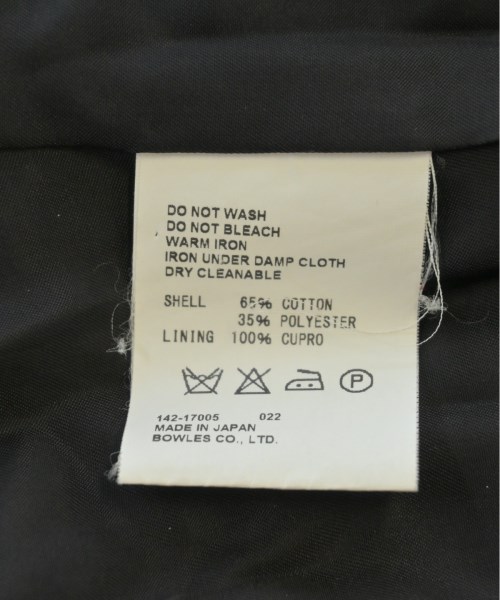 DO NOT WASH
DO NOT BLEACH
WARM IRON
IRON UNDER DAMP CLOTH
DRY CLEANABLE
SHELL 65% COTTON
35% POLYESTER
LINING 100% CUPRO
P
142-17005 022
MADE IN JAPAN
BOWLES CO., LTD.